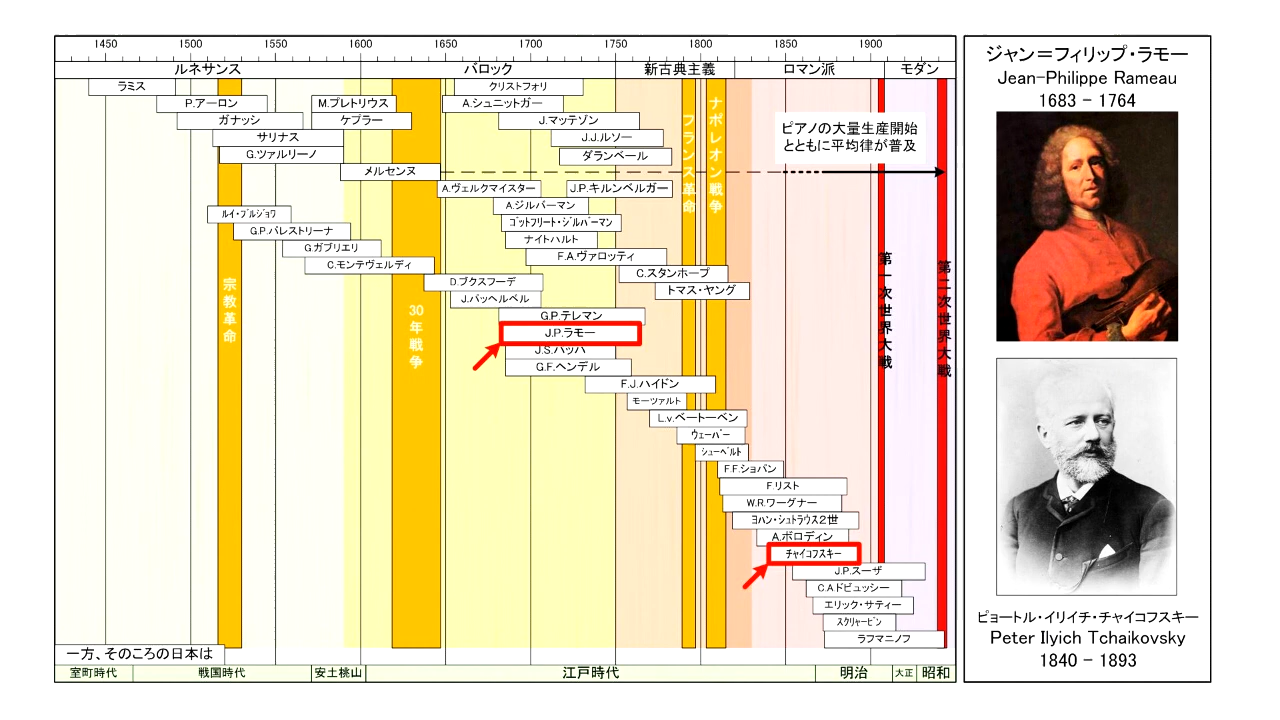 1450 1500 1550 1600 1650 1700 1750 1800 1850 1900
ルネサンス バロック 新古典主義 ロマン派 モダン
ラミス
クリストフォリ
P.アーロン
M.プレトリウス
A.シュニットガー
ガナッシ
ケプラー
J.マッテゾン
サリナス
J.J.ルソー
G.ツァルリーノ
ダランベール
メルセンヌ
A.ヴェルクマイスター
J.P.キルンベルガー
A.ジルバーマン
ルイ・ブルジョワ
ゴットフリート・ジルバーマン
G.P.パレストリーナ
ナイトハルト
G.ガブリエリ
F.A.ヴァロッティ
C.モンテヴェルディ
C.スタンホープ
D.ブクスフーデ
トマス・ヤング
J.パッヘルベル
G.P.テレマン
J.P.ラモー
J.S.バッハ
G.F.ヘンデル
F.J.ハイドン
モーツァルト
L.v.ベートーベン
ウェーバー
シューベルト
F.F.ショパン
F.リスト
W.R.ワーグナー
ヨハン・シュトラウス2世
A.ボロディン
チャイコフスキー
J.P.スーザ
C.A.ドビュッシー
エリック・サティー
スクリャービン
ラフマニノフ
宗教革命
30年戦争
フランス革命
ナポレオン戦争
ピアノの大量生産開始
とともに平均律が普及
第一次世界大戦
第二次世界大戦
一方、そのころの日本は
室町時代 戦国時代 安土桃山 江戸時代 明治 大正 昭和
ジャン=フィリップ・ラモー
Jean-Philippe Rameau
1683 - 1764
ピョートル・イリイチ・チャイコフスキー
Peter Ilyich Tchaikovsky
1840 - 1893